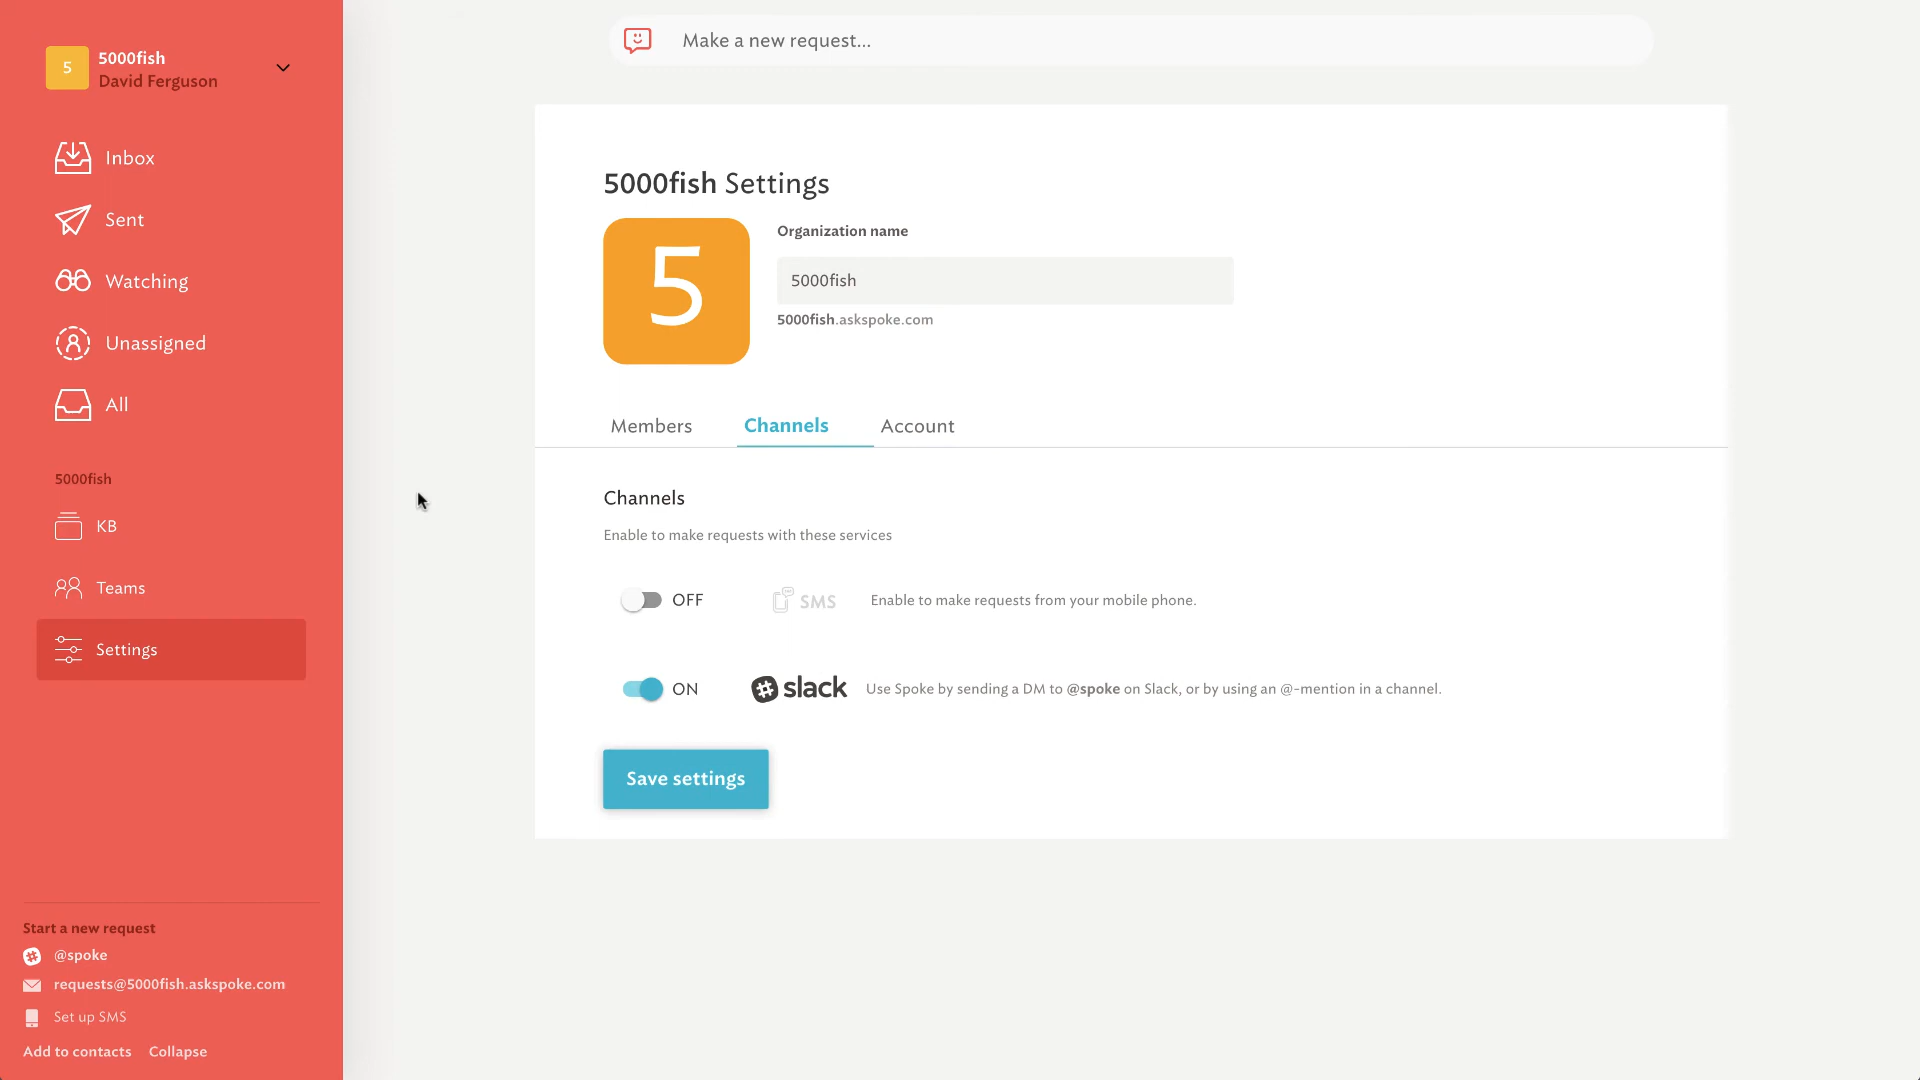 5
5000fish
David Ferguson
Inbox
Sent
Watching
Unassigned
All
5000fish
KB
Teams
Settings
Start a new request
@spoke
requests@5000fish.askspoke.com
Set up SMS
Add to contacts Collapse
Make a new request...
5000fish Settings
5
Organization name
5000fish
5000fish.askspoke.com
Members Channels Account
Channels
Enable to make requests with these services
OFF SMS Enable to make requests from your mobile phone.
ON slack Use Spoke by sending a DM to @spoke on Slack, or by using an @-mention in a channel.
Save settings